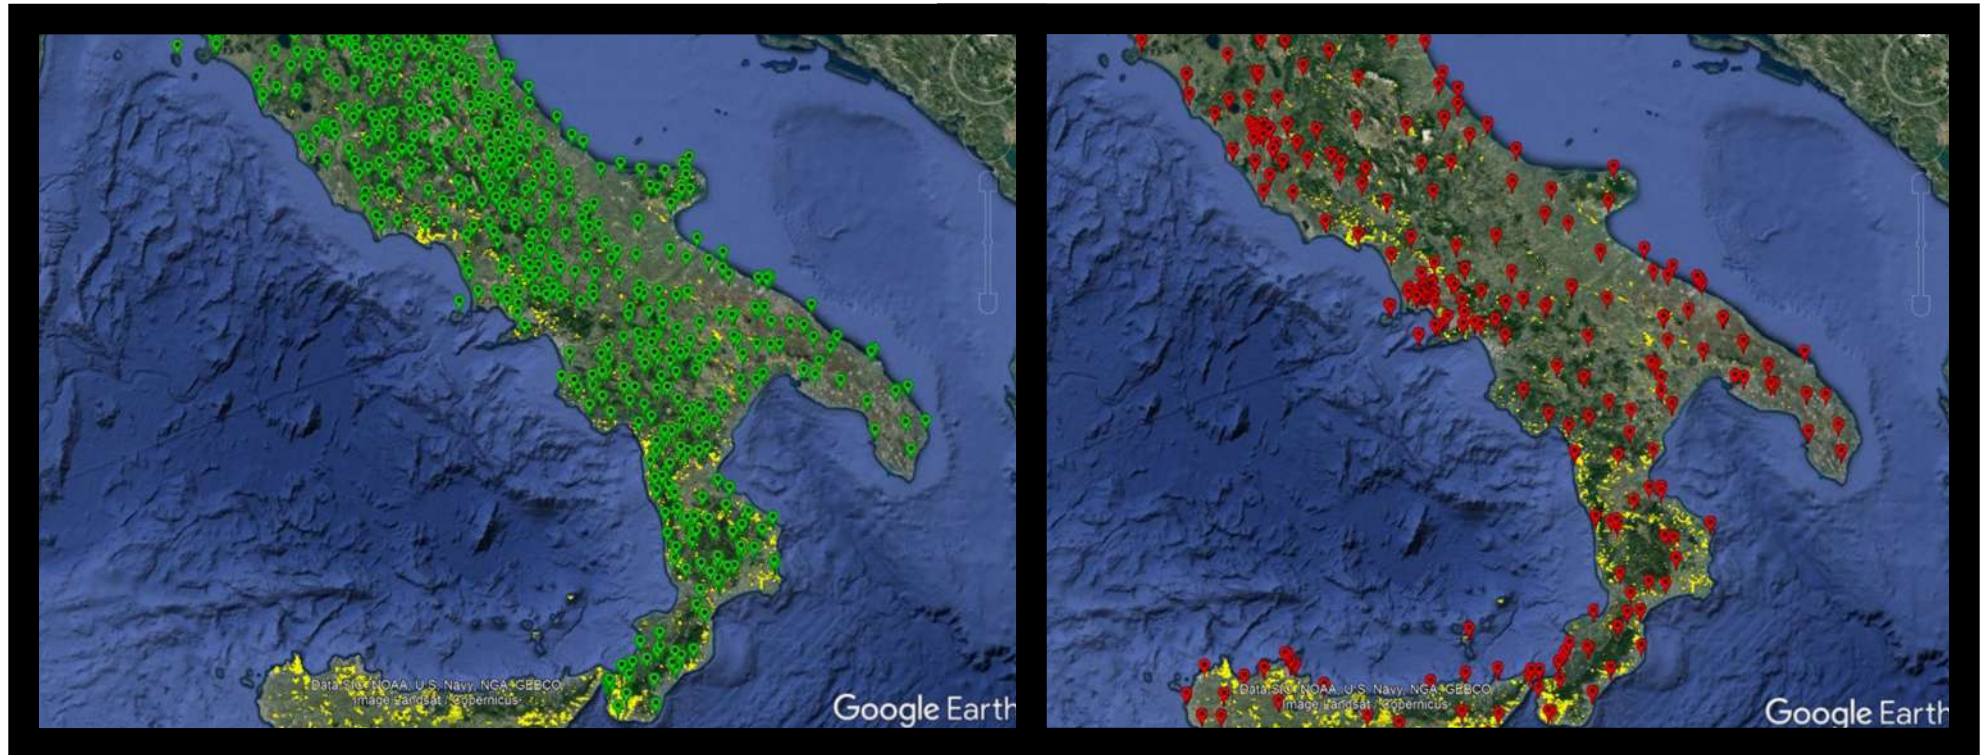 Data SIO, NOAA, U.S. Navy, NGA, GEBCO
Image Landsat / Copernicus
Google Earth
Data SIO, NOAA, U.S. Navy, NGA, GEBCO
Image Landsat / Copernicus
Google Earth